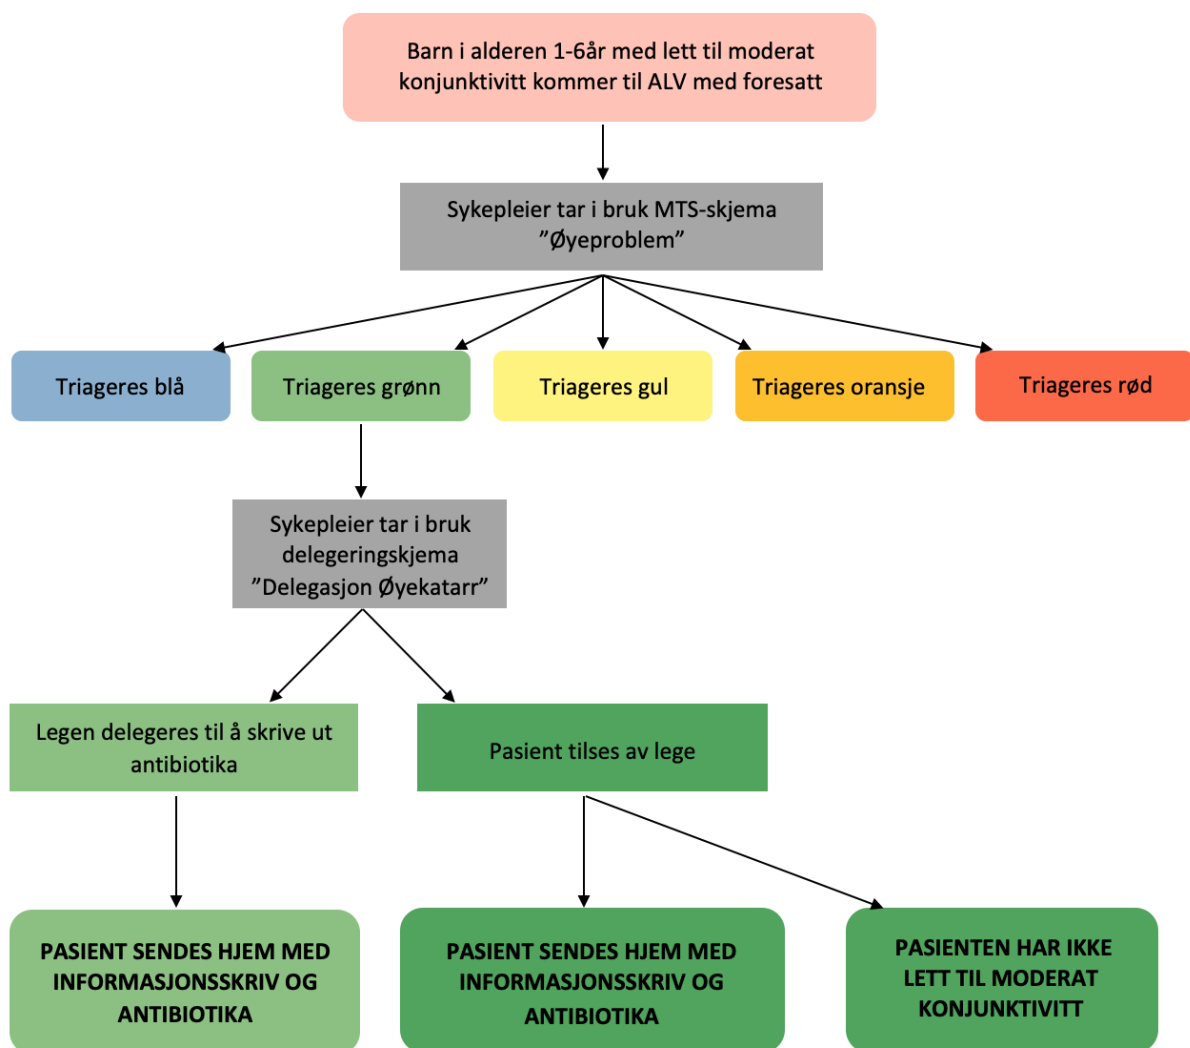 Barn i alderen 1-6år med lett til moderat
konjunktivitt kommer til ALV med foresatt
Sykepleier tar i bruk MTS-skjema
”Øyeproblem”
Triageres blå
Triageres grønn
Triageres gul
Triageres oransje
Triageres rød
Sykepleier tar i bruk
delegeringskjema
”Delegasjon Øyekatarr”
Legen delegeres til å skrive ut
antibiotika
Pasient tilses av lege
PASIENT SENDES HJEM MED
INFORMASJONSSKRIV OG
ANTIBIOTIKA
PASIENT SENDES HJEM MED
INFORMASJONSSKRIV OG
ANTIBIOTIKA
PASIENTEN HAR IKKE
LETT TIL MODERAT
KONJUNKTIVITT